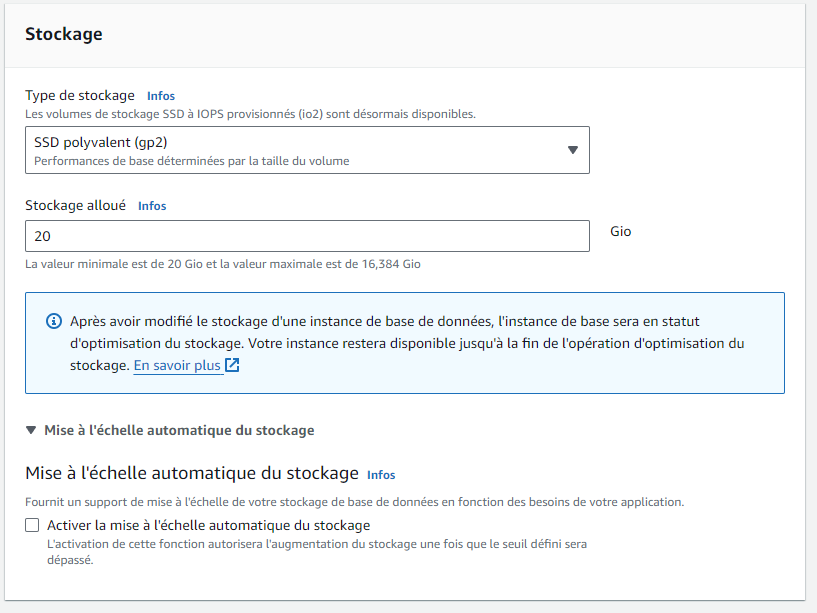 Stockage
Type de stockage Infos
Les volumes de stockage SSD à IOPS provisionnés (io2) sont désormais disponibles.
SSD polyvalent (gp2)
Performances de base déterminées par la taille du volume
Stockage alloué Infos
20
Gio
La valeur minimale est de 20 Gio et la valeur maximale est de 16,384 Gio
Après avoir modifié le stockage d'une instance de base de données, l'instance de base sera en statut
d'optimisation du stockage. Votre instance restera disponible jusqu'à la fin de l'opération d'optimisation du
stockage. En savoir plus
Mise à l'échelle automatique du stockage
Mise à l'échelle automatique du stockage Infos
Fournit un support de mise à l'échelle de votre stockage de base de données en fonction des besoins de votre application.
Activer la mise à l'échelle automatique du stockage
L'activation de cette fonction autorisera l'augmentation du stockage une fois que le seuil défini sera
dépassé.